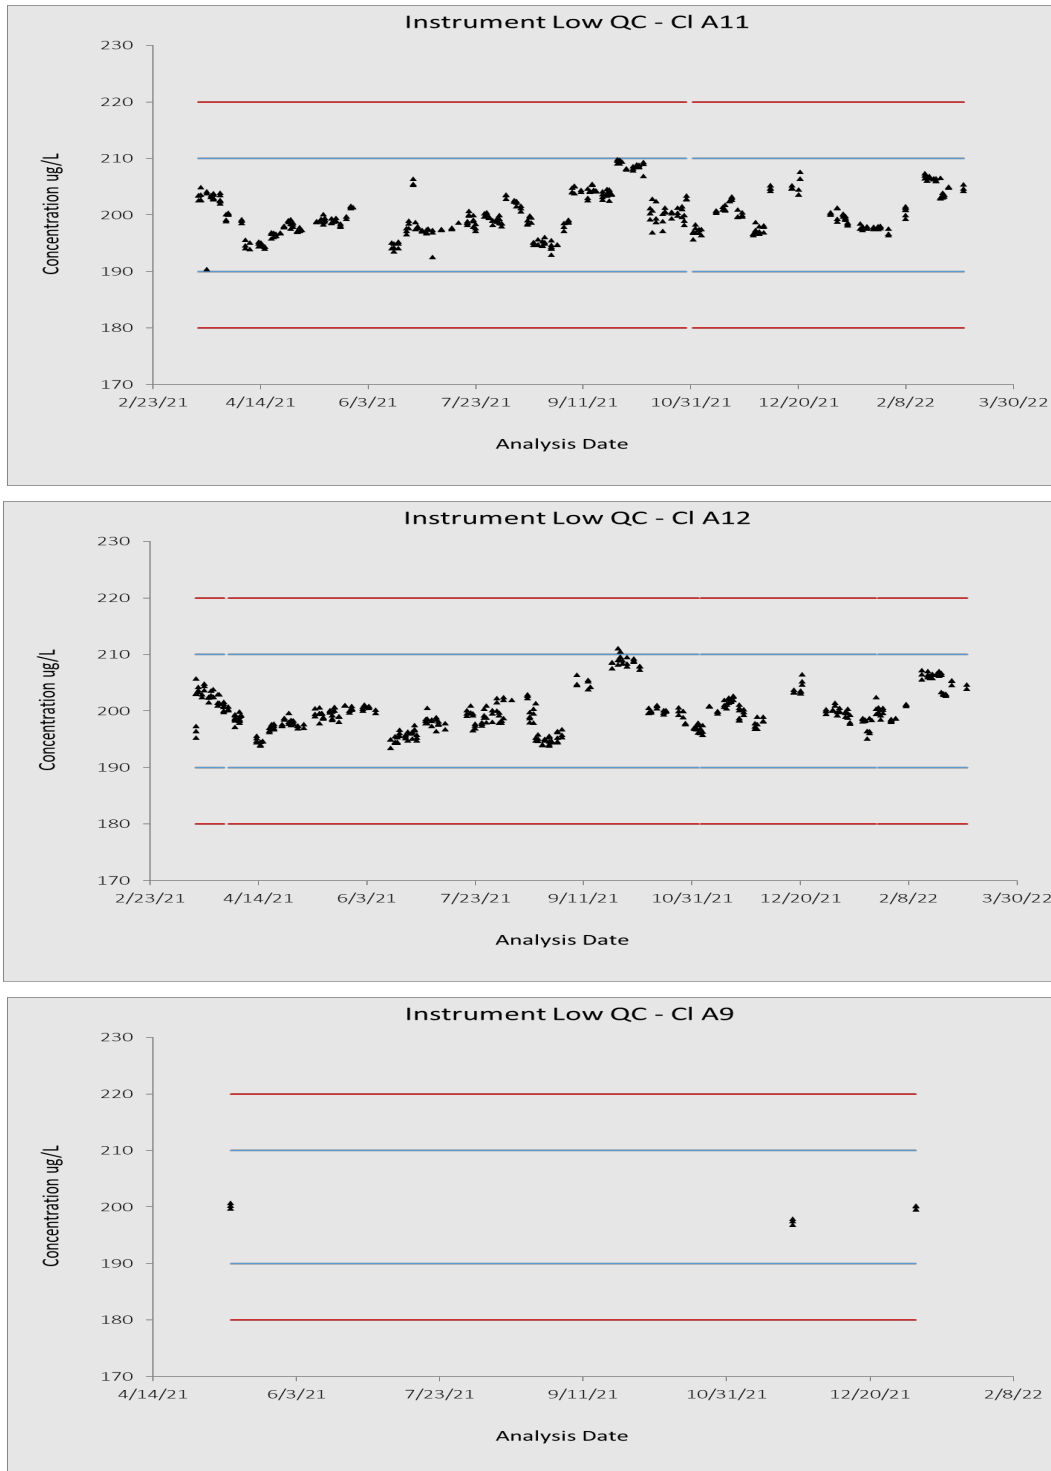 Instrument Low QC - Cl A11
230
220
210
200
190
180
170
Concentration ug/L
2/23/21 4/14/21 6/3/21 7/23/21 9/11/21 10/31/21 12/20/21 2/8/22 3/30/22
Analysis Date
Instrument Low QC - Cl A12
230
220
210
200
190
180
170
Concentration ug/L
2/23/21 4/14/21 6/3/21 7/23/21 9/11/21 10/31/21 12/20/21 2/8/22 3/30/22
Analysis Date
Instrument Low QC - Cl A9
230
220
210
200
190
180
170
Concentration ug/L
4/14/21 6/3/21 7/23/21 9/11/21 10/31/21 12/20/21 2/8/22
Analysis Date